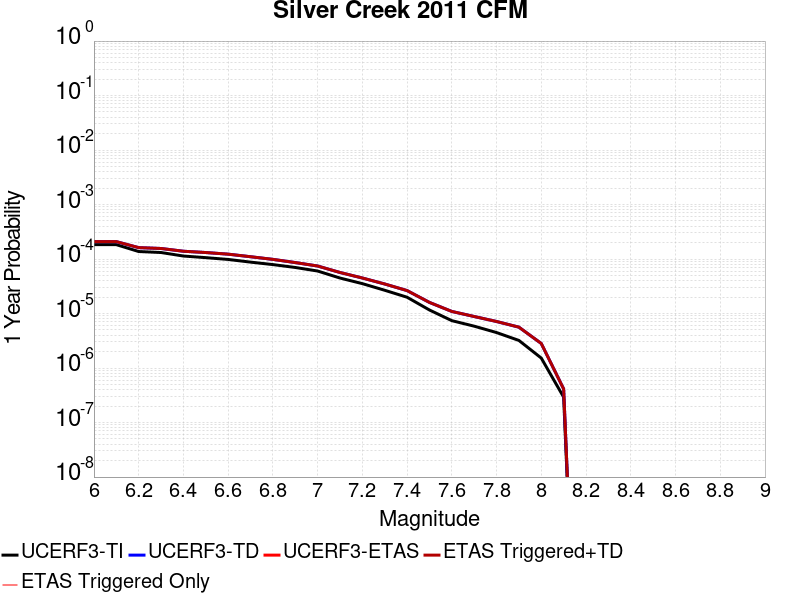 Silver Creek 2011 CFM
10^0
10^-1
10^-2
10^-3
10^-4
10^-5
10^-6
10^-7
10^-8
1 Year Probability
6 6.2 6.4 6.6 6.8 7 7.2 7.4 7.6 7.8 8 8.2 8.4 8.6 8.8 9
Magnitude
UCERF3-TI UCERF3-TD UCERF3-ETAS ETAS Triggered+TD
ETAS Triggered Only